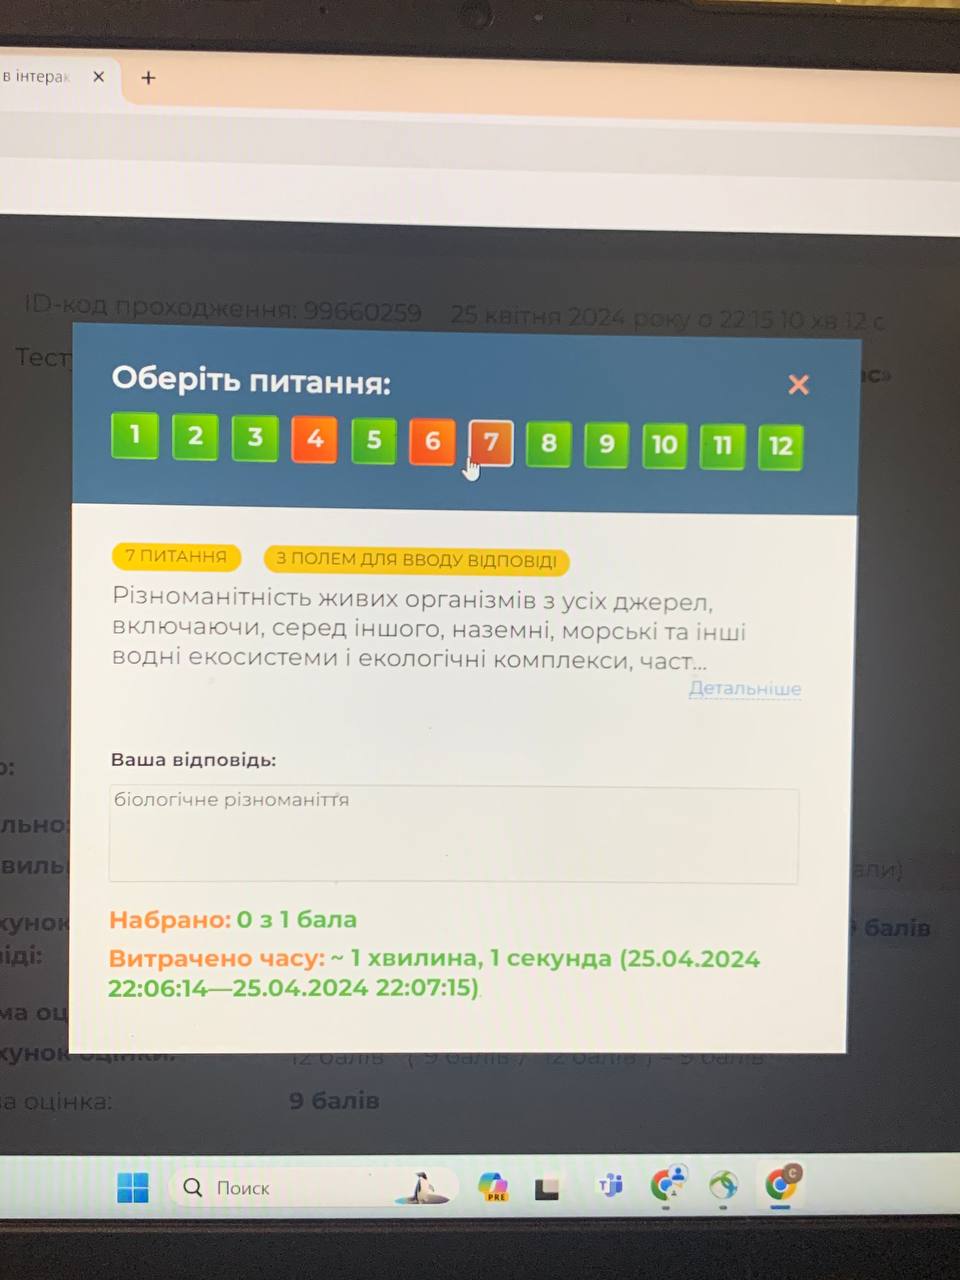 в інтерак
ID-код проходження: 99660259 25 квітня 2024 року о 22:15 10 хв 12 с
Тест
Оберіть питання:
1 2 3 4 5 6 7 8 9 10 11 12
7 ПИТАННЯ З ПОЛЕМ ДЛЯ ВВОДУ ВІДПОВІДІ
Різноманітність живих організмів з усіх джерел,
включаючи, серед іншого, наземні, морські та інші
водні екосистеми і екологічні комплекси, част...
Детальніше
Ваша відповідь:
біологічне різноманіття
льно:
виль
али)
Набрано: 0 з 1 бала
хунок
балів
іді:
Витрачено часу: ~ 1 хвилина, 1 секунда (25.04.2024
22:06:14—25.04.2024 22:07:15)
ма оц
хунок оцінки: 12 балів * ( 9 балів / 12 балів ) = 9 балів
а оцінка: 9 балів
Поиск
PRE